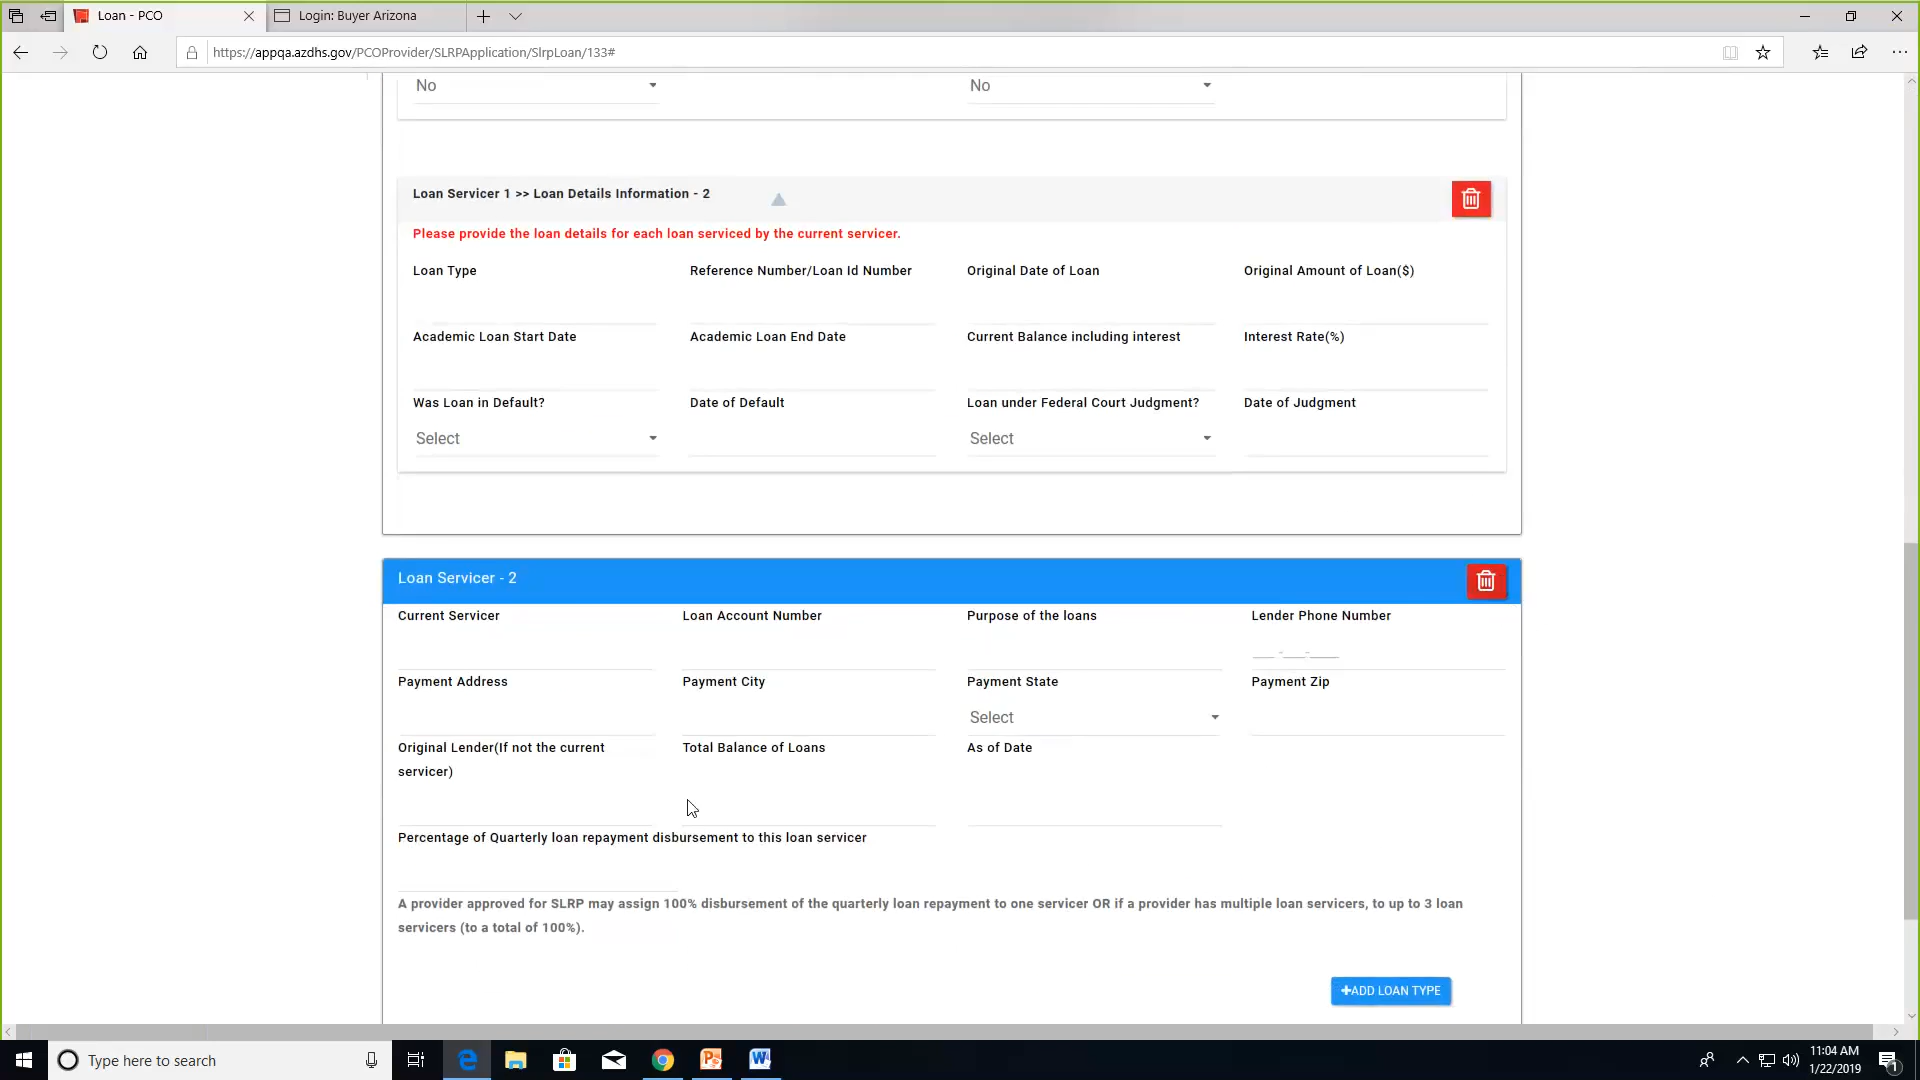 Loan - PCO
Login: Buyer Arizona
https://appqa.azdhs.gov/PCOProvider/SLRPApplication/SlrpLoan/133#
No
No
Loan Servicer 1 >> Loan Details Information - 2
Please provide the loan details for each loan serviced by the current servicer.
Loan Type
Reference Number/Loan Id Number
Original Date of Loan
Original Amount of Loan($)
Academic Loan Start Date
Academic Loan End Date
Current Balance including interest
Interest Rate(%)
Was Loan in Default?
Date of Default
Loan under Federal Court Judgment?
Date of Judgment
Select
Select
Loan Servicer - 2
Current Servicer
Loan Account Number
Purpose of the loans
Lender Phone Number
___-___-____
Payment Address
Payment City
Payment State
Payment Zip
Select
Original Lender(If not the current
servicer)
Total Balance of Loans
As of Date
Percentage of Quarterly loan repayment disbursement to this loan servicer
A provider approved for SLRP may assign 100% disbursement of the quarterly loan repayment to one servicer OR if a provider has multiple loan servicers, to up to 3 loan
servicers (to a total of 100%).
+ADD LOAN TYPE
Type here to search
11:04 AM
1/22/2019
1